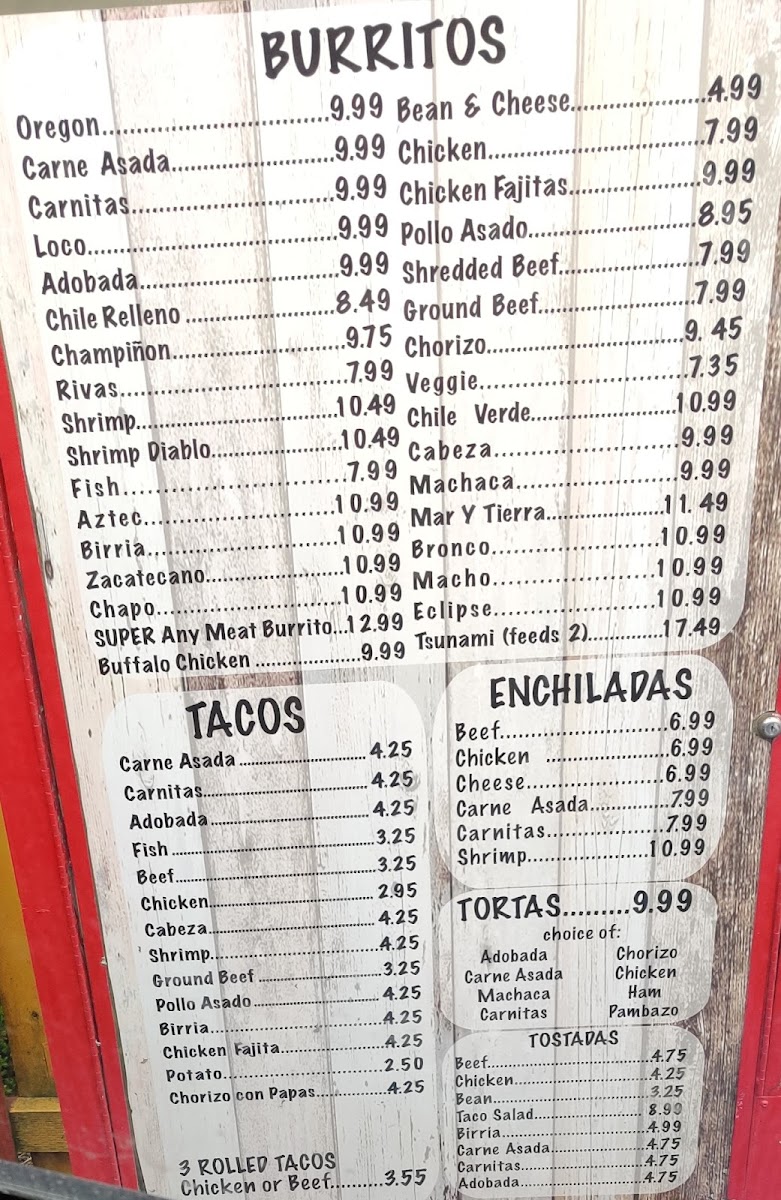 BURRITOS
Oregon..........9.99
Carne Asada..........9.99
Carnitas..........9.99
Loco..........9.99
Adobada..........9.99
Chile Relleno ..........8.49
Champiñon..........9.75
Rivas..........7.99
Shrimp..........10.49
Shrimp Diablo..........10.49
Fish..........7.99
Aztec..........10.99
Birria..........10.99
Zacatecano..........10.99
Chapo..........10.99
SUPER Any Meat Burrito...12.99
Buffalo Chicken ..........9.99
Bean & Cheese..........4.99
Chicken..........7.99
Chicken Fajitas..........9.99
Pollo Asado..........8.95
Shredded Beef..........7.99
Ground Beef..........7.99
Chorizo..........9. 45
Veggie..........7.35
Chile Verde..........10.99
Cabeza..........9.99
Machaca..........9.99
Mar Y Tierra..........11.49
Bronco..........10.99
Macho..........10.99
Eclipse..........10.99
Tsunami (feeds 2)..........17.49
TACOS
Carne Asada ..........4.25
Carnitas..........4.25
Adobada..........4.25
Fish ..........3.25
Beef..........3.25
Chicken..........2.95
Cabeza..........4.25
Shrimp..........4.25
Ground Beef ..........3.25
Pollo Asado ..........4.25
Birria..........4.25
Chicken Fajita..........4.25
Potato..........2.50
Chorizo con Papas..........4.25
3 ROLLED TACOS
Chicken or Beef..........3.55
ENCHILADAS
Beef..........6.99
Chicken ..........6.99
Cheese..........6.99
Carne Asada..........7.99
Carnitas..........7.99
Shrimp..........10.99
TORTAS.........9.99
choice of:
Adobada Chorizo
Carne Asada Chicken
Machaca Ham
Carnitas Pambazo
TOSTADAS
Beef..........4.75
Chicken..........4.25
Bean..........3.25
Taco Salad..........8.99
Birria..........4.99
Carne Asada..........4.75
Carnitas..........4.75
Adobada..........4.75